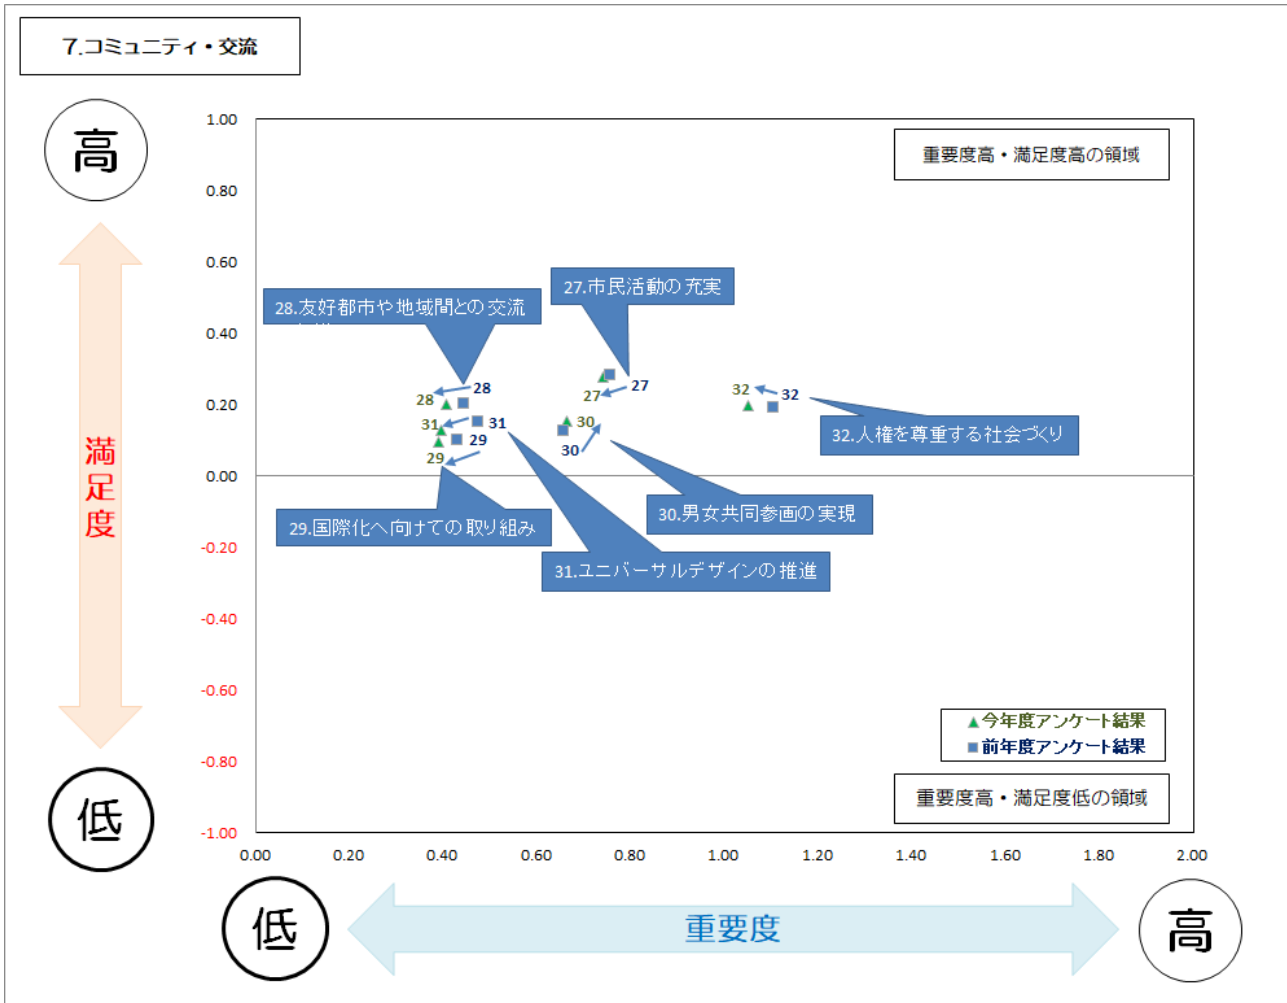 7.コミュニティ・交流
高
満足度
低
1.00
0.80
0.60
0.40
0.20
0.00
-0.20
-0.40
-0.60
-0.80
-1.00
重要度高・満足度高の領域
27.市民活動の充実
28.友好都市や地域間との交流
28
28
27
27
32
32
31
31
30
30
29
29
32.人権を尊重する社会づくり
30.男女共同参画の実現
29.国際化へ向けての取り組み
31.ユニバーサルデザインの推進
今年度アンケート結果
前年度アンケート結果
重要度高・満足度低の領域
0.00 0.20 0.40 0.60 0.80 1.00 1.20 1.40 1.60 1.80 2.00
低
重要度
高